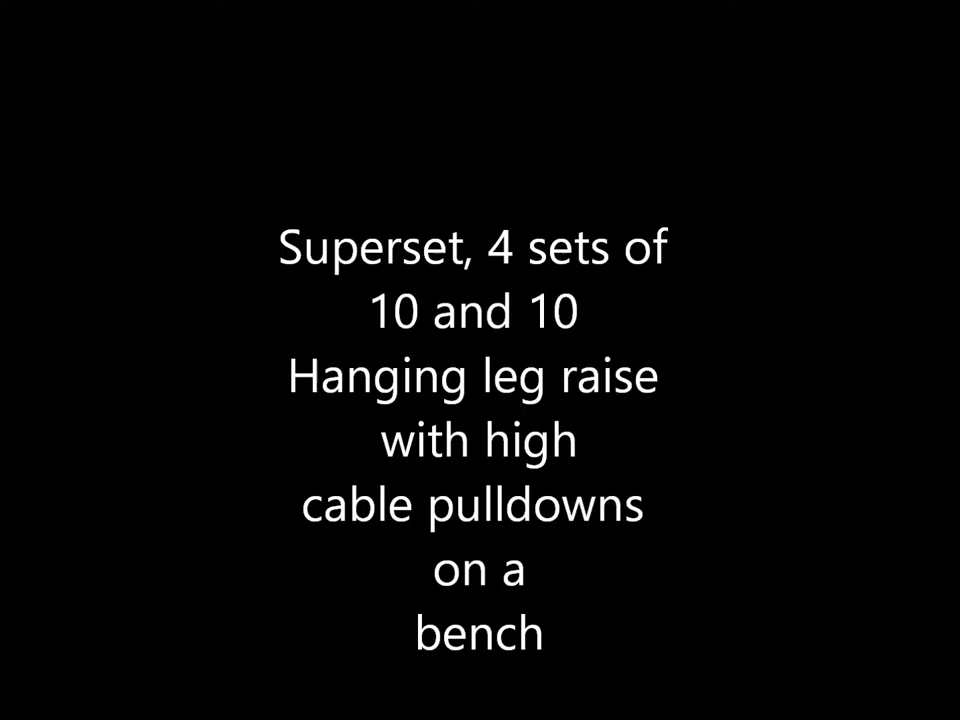 Superset, 4 sets of
10 and 10
Hanging leg raise
with high
cable pulldowns
on a
bench